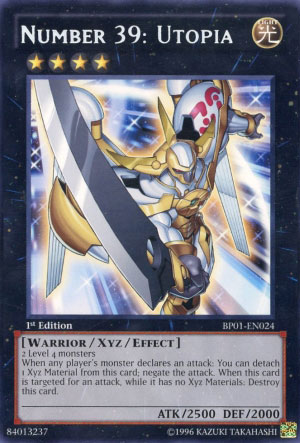 NUMBER 39: UTOPIA
LIGHT
光
39
1st Edition
BP01-EN024
[WARRIOR / XYZ / EFFECT]
2 Level 4 monsters
When any player's monster declares an attack: You can detach
1 Xyz Material from this card; negate the attack. When this card
is targeted for an attack, while it has no Xyz Materials: Destroy
this card.
ATK/2500 DEF/2000
84013237
©1996 KAZUKI TAKAHASHI